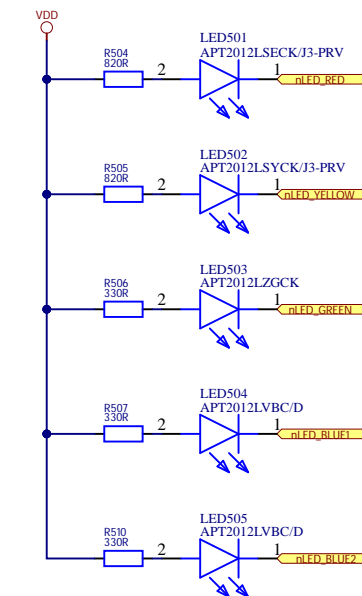 VDD
LED501
APT2012LSECK/J3-PRV
R504
820R
2
1
nLED_RED
LED502
APT2012LSYCK/J3-PRV
R505
820R
2
1
nLED_YELLOW
LED503
APT2012LZGCK
R506
330R
2
1
nLED_GREEN
LED504
APT2012LVBC/D
R507
330R
2
1
nLED_BLUE1
LED505
APT2012LVBC/D
R510
330R
2
1
nLED_BLUE2